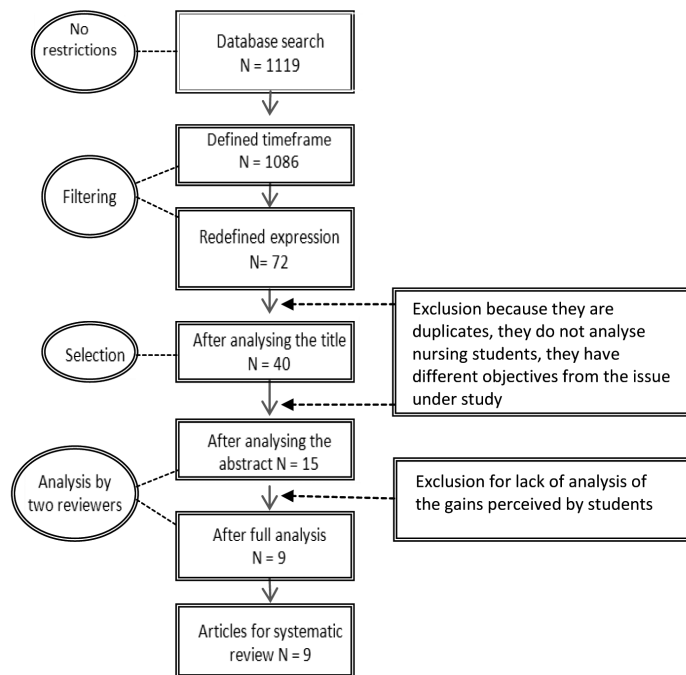 No
restrictions
Database search
N = 1119
Defined timeframe
N = 1086
Filtering
Redefined expression
N= 72
Exclusion because they are
duplicates, they do not analyse
nursing students, they have
different objectives from the issue
under study
Selection
After analysing the title
N = 40
After analysing the
abstract N = 15
Analysis by
two reviewers
Exclusion for lack of analysis of
the gains perceived by students
After full analysis
N = 9
Articles for systematic
review N = 9